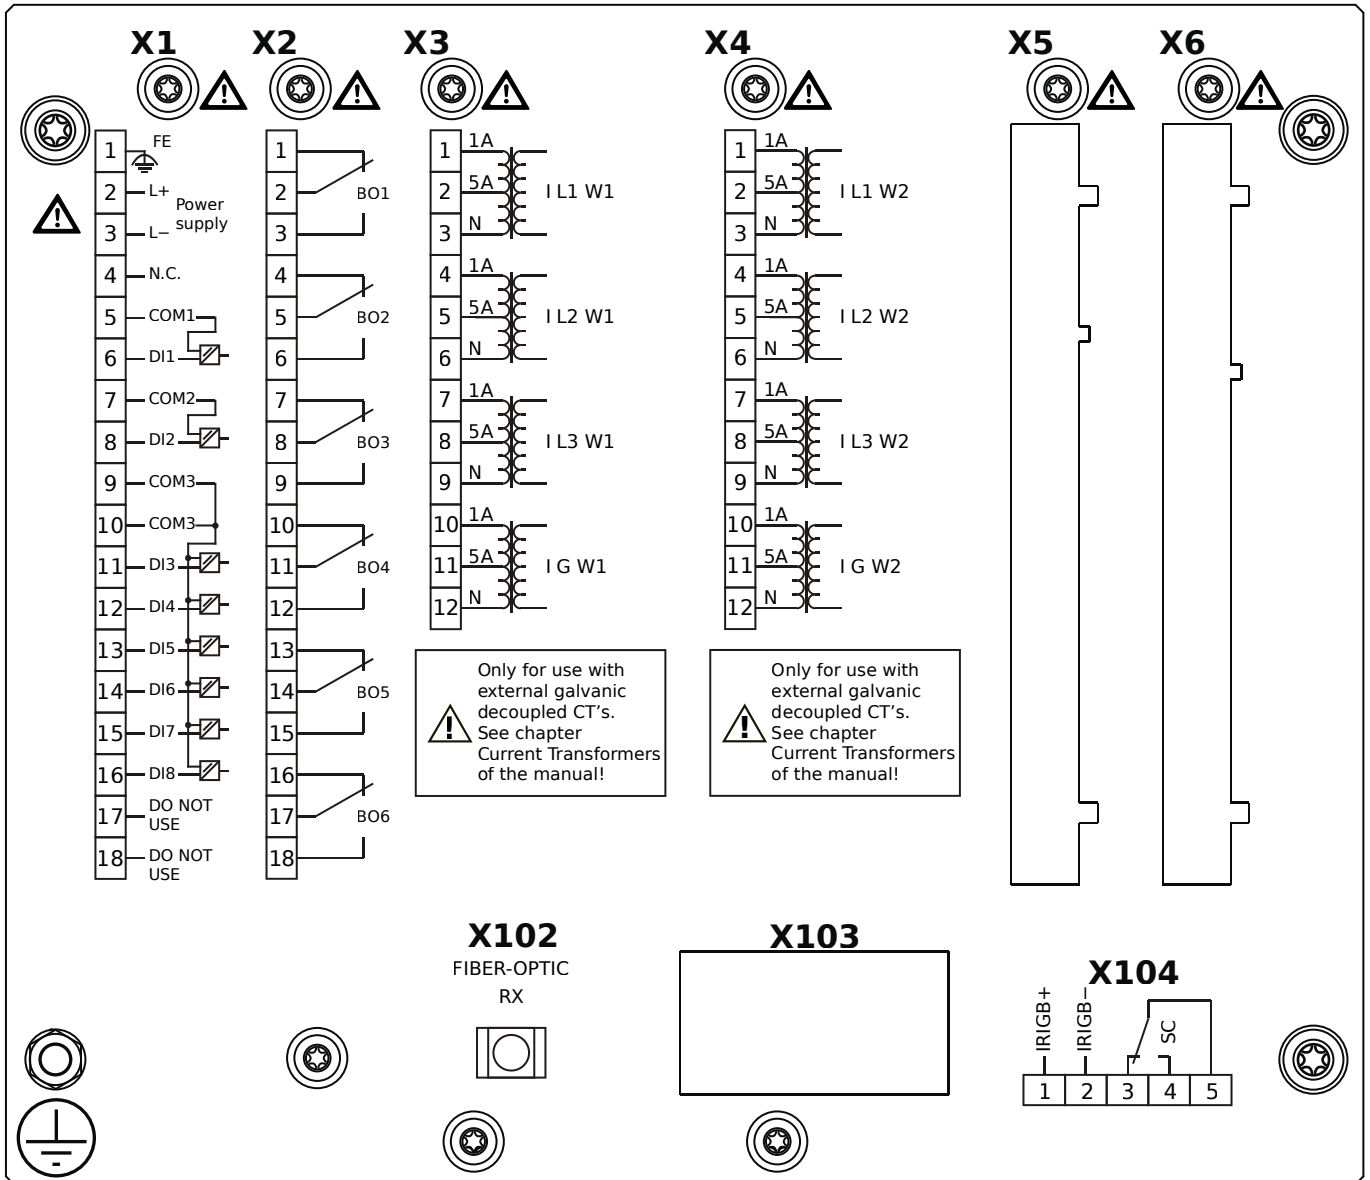 X1
X2
X3
X4
X5
X6
1
FE
2
L+
Power
supply
3
L−
4
N.C.
5
COM1
6
DI1
7
COM2
8
DI2
9
COM3
10
COM3
11
DI3
12
DI4
13
DI5
14
DI6
15
DI7
16
DI8
17
DO NOT
USE
18
DO NOT
USE
1
2
BO1
3
4
5
BO2
6
7
8
BO3
9
10
11
BO4
12
13
14
BO5
15
16
17
BO6
18
1
1A
2
5A
I L1 W1
3
N
4
1A
5
5A
I L2 W1
6
N
7
1A
8
5A
I L3 W1
9
N
10
1A
11
5A
I G W1
12
N
Only for use with
external galvanic
decoupled CT's.
See chapter
Current Transformers
of the manual!
1
1A
2
5A
I L1 W2
3
N
4
1A
5
5A
I L2 W2
6
N
7
1A
8
5A
I L3 W2
9
N
10
1A
11
5A
I G W2
12
N
Only for use with
external galvanic
decoupled CT's.
See chapter
Current Transformers
of the manual!
X102
FIBER-OPTIC
RX
X103
X104
IRIGB+
IRIGB−
SC
1 2 3 4 5